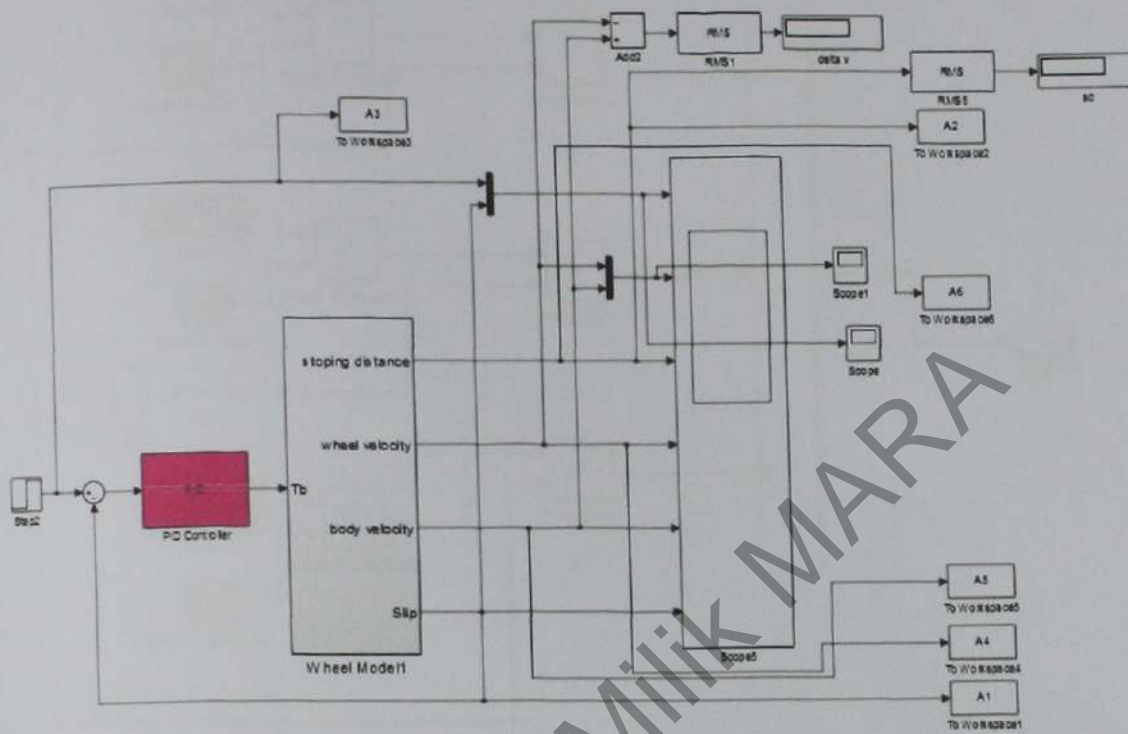 RMS
Add2
RMS1
delta v
RMS
RMS5
A3
To Workspace3
A2
To Workspace2
Scope1
A6
To Workspace6
Scope
stoping distance
wheel velocity
Step2
Tb
PID Controller
body velocity
Slip
Wheel Model1
Scope5
A5
To Workspace5
A4
To Workspace4
A1
To Workspace1
Milik MARA